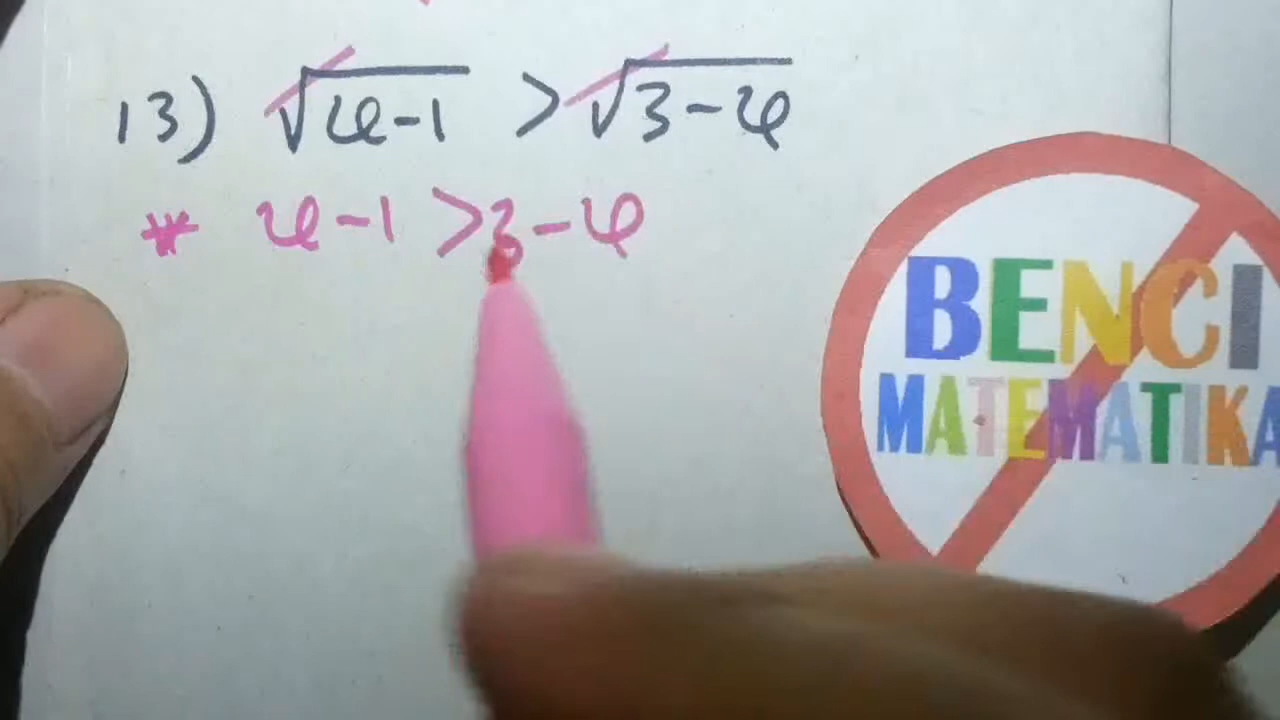 13) √φ-1 > √3-φ
* φ-1 > 3-φ
BENCI
MATEMATIKA